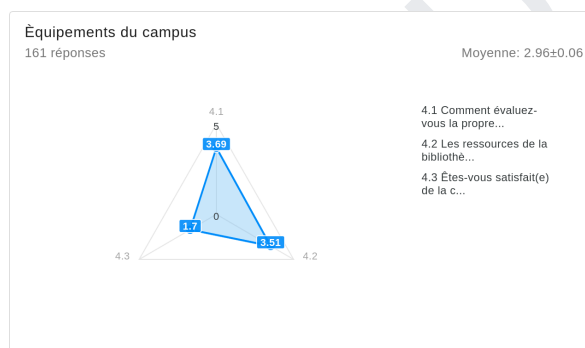 Èquipements du campus
161 réponses
Moyenne: 2.96±0.06
4.1
5
3.69
0
1.7
3.51
4.3
4.2
4.1 Comment évaluez-
vous la propre...
4.2 Les ressources de la
bibliothè...
4.3 Êtes-vous satisfait(e)
de la c...